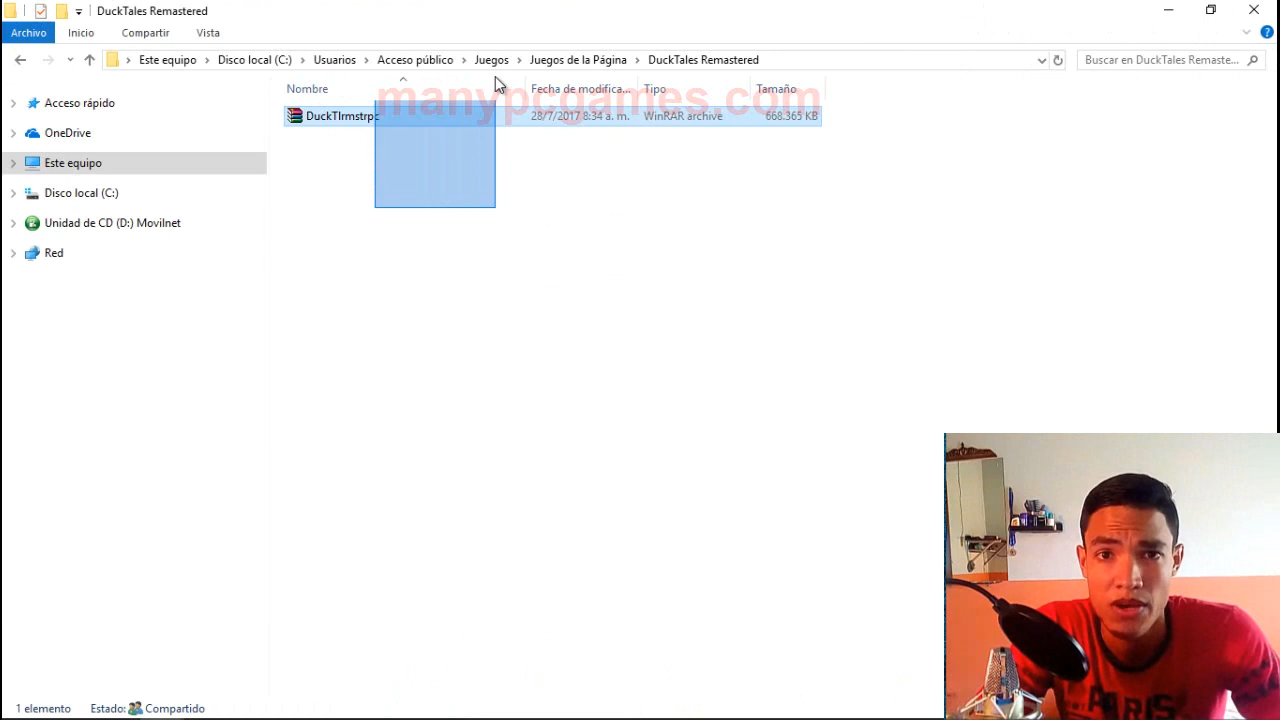 DuckTales Remastered
Archivo Inicio Compartir Vista
Este equipo Disco local (C:) Usuarios Acceso público Juegos Juegos de la Página DuckTales Remastered
Buscar en DuckTales Remaste...
Nombre Fecha de modifica... Tipo Tamaño
manypcgames.com
DuckTlrmstrpc 28/7/2017 8:34 a. m. WinRAR archive 668.365 KB
Acceso rápido
OneDrive
Este equipo
Disco local (C:)
Unidad de CD (D:) Movilnet
Red
PARIS
1 elemento Estado: Compartido